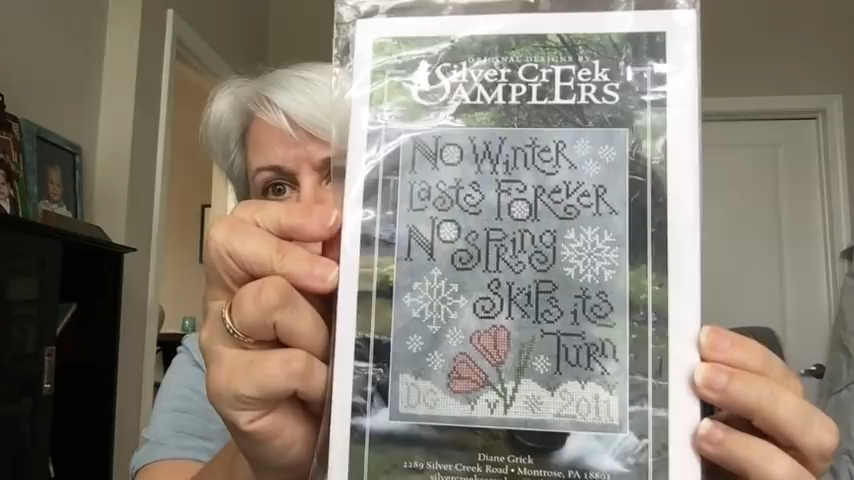 ORIGINAL DESIGNS BY
Silver Creek
SAMPLERS
No Winter
Lasts Forever
No Spring
Skips its
Turn
DG 2011
Diane Grick
2289 Silver Creek Road • Montrose, PA 18801